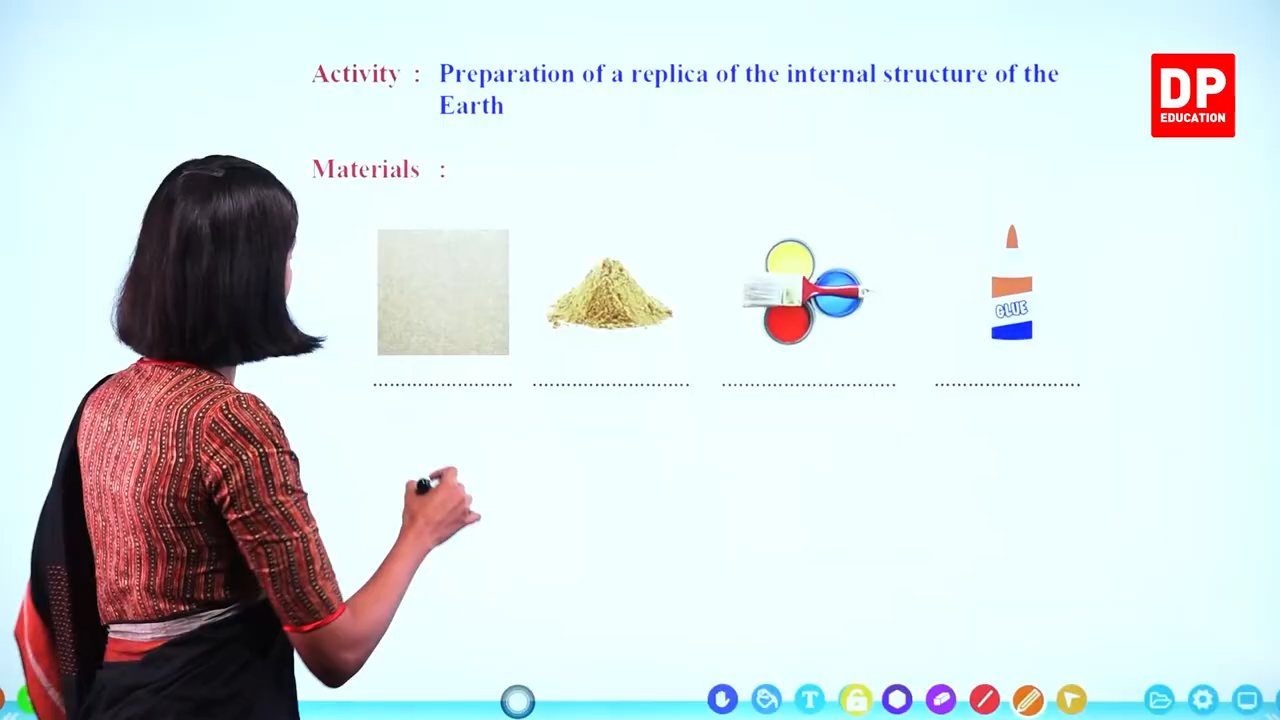 Activity : Preparation of a replica of the internal structure of the
Earth
DP
EDUCATION
Materials :
GLUE
........................ ........................ ........................ ........................
T